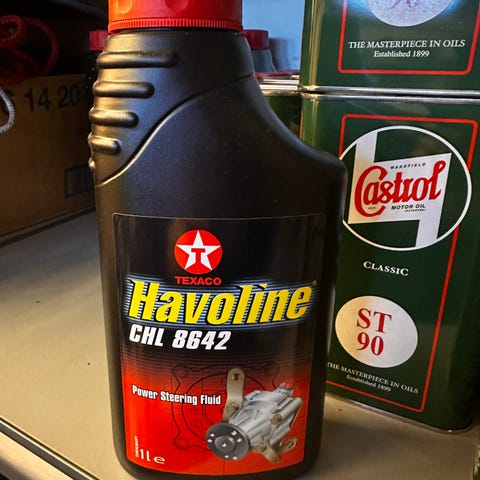 TEXACO
Havoline
CHL 8642
Power Steering Fluid
1L e
S 14 20
THE MASTERPIECE IN OILS
Established 1899
WAKEFIELD
Castrol
MOTOR OIL
CLASSIC
ST
90
THE MASTERPIECE IN OILS
Established 1899